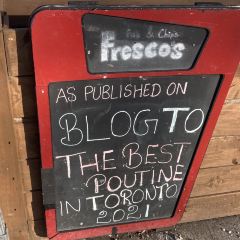 Fish & Chips
Fresco's
AS PUBLISHED ON
BLOGTO
THE BEST
POUTINE
IN TORONTO
2021